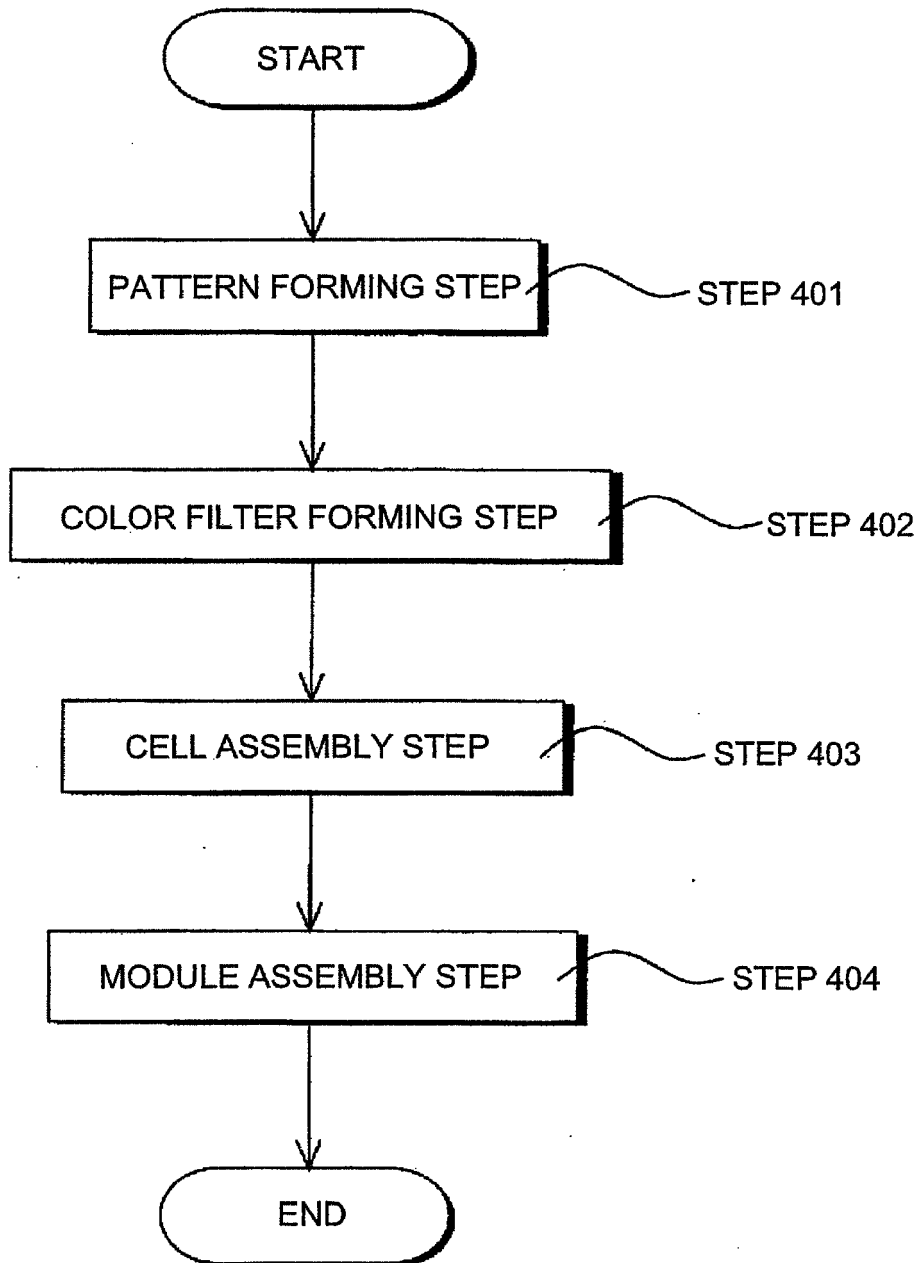 START
PATTERN FORMING STEP
STEP 401
COLOR FILTER FORMING STEP
STEP 402
CELL ASSEMBLY STEP
STEP 403
MODULE ASSEMBLY STEP
STEP 404
END